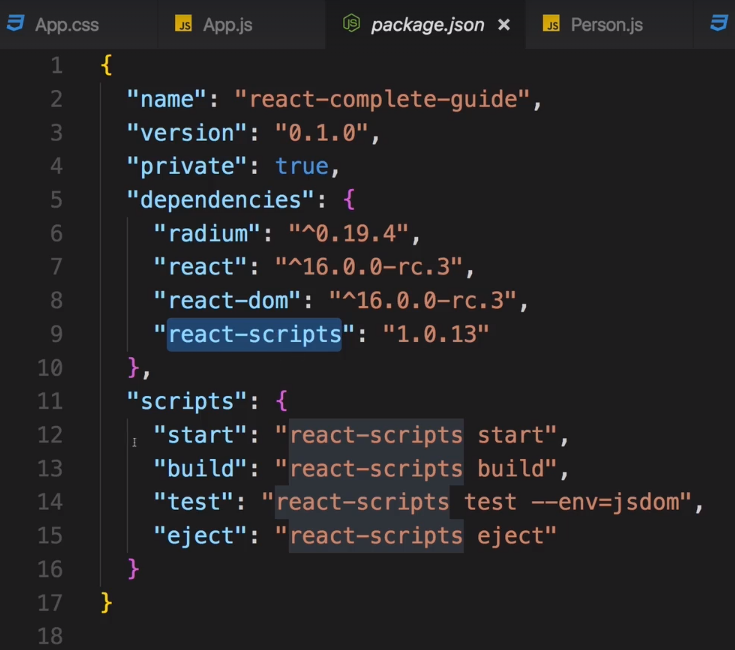 App.css JS App.js JS package.json × JS Person.js
1 {
2 "name": "react-complete-guide",
3 "version": "0.1.0",
4 "private": true,
5 "dependencies": {
6 "radium": "^0.19.4",
7 "react": "^16.0.0-rc.3",
8 "react-dom": "^16.0.0-rc.3",
9 "react-scripts": "1.0.13"
10 },
11 "scripts": {
12 "start": "react-scripts start",
13 "build": "react-scripts build",
14 "test": "react-scripts test --env=jsdom",
15 "eject": "react-scripts eject"
16 }
17 }
18